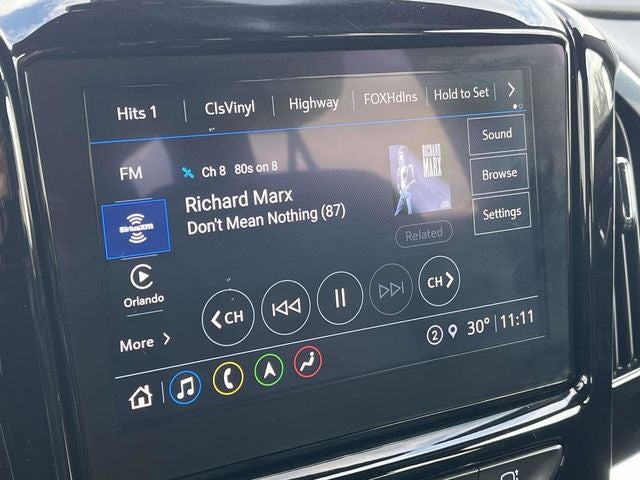 Hits 1
ClsVinyl
Highway
FOXHdlns
Hold to Set
FM
Ch 8 80s on 8
Richard Marx
Don't Mean Nothing (87)
RICHARD
MARX
Related
Sound
Browse
Settings
SiriusXM
Orlando
More
CH
CH
2
30°
11:11